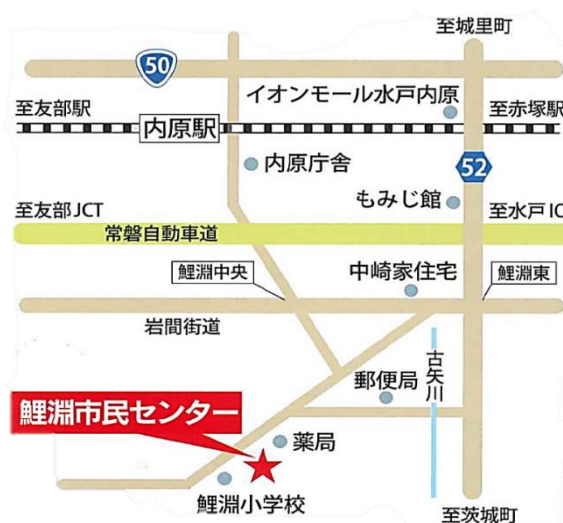 至城里町
50
イオンモール水戸内原
至友部駅
内原駅
至赤塚駅
内原庁舎
52
もみじ館
至友部JCT
至水戸IC
常磐自動車道
鯉淵中央
中崎家住宅
鯉淵東
岩間街道
古矢川
郵便局
鯉淵市民センター
薬局
鯉淵小学校
至茨城町